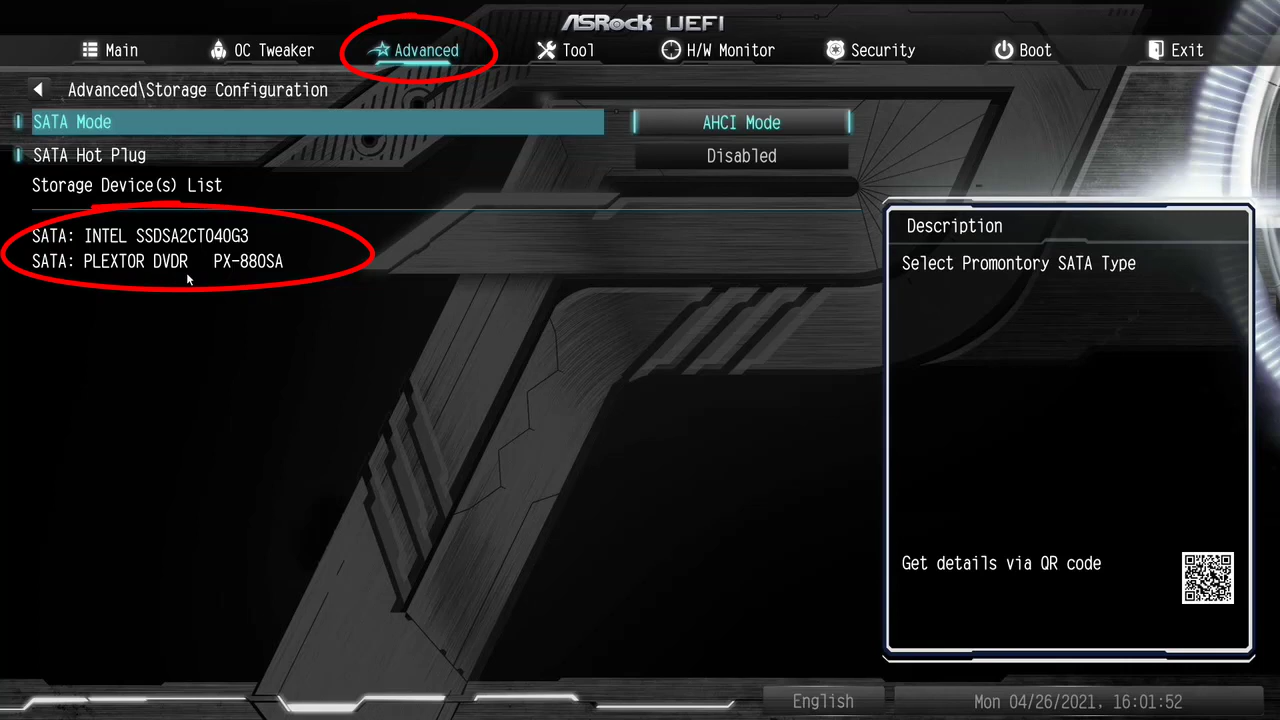 ASRock UEFI
Main
OC Tweaker
Advanced
Tool
H/W Monitor
Security
Boot
Exit
Advanced\Storage Configuration
SATA Mode
AHCI Mode
SATA Hot Plug
Disabled
Storage Device(s) List
SATA: INTEL SSDSA2CT040G3
SATA: PLEXTOR DVDR PX-880SA
Description
Select Promontory SATA Type
Get details via QR code
English
Mon 04/26/2021, 16:01:52